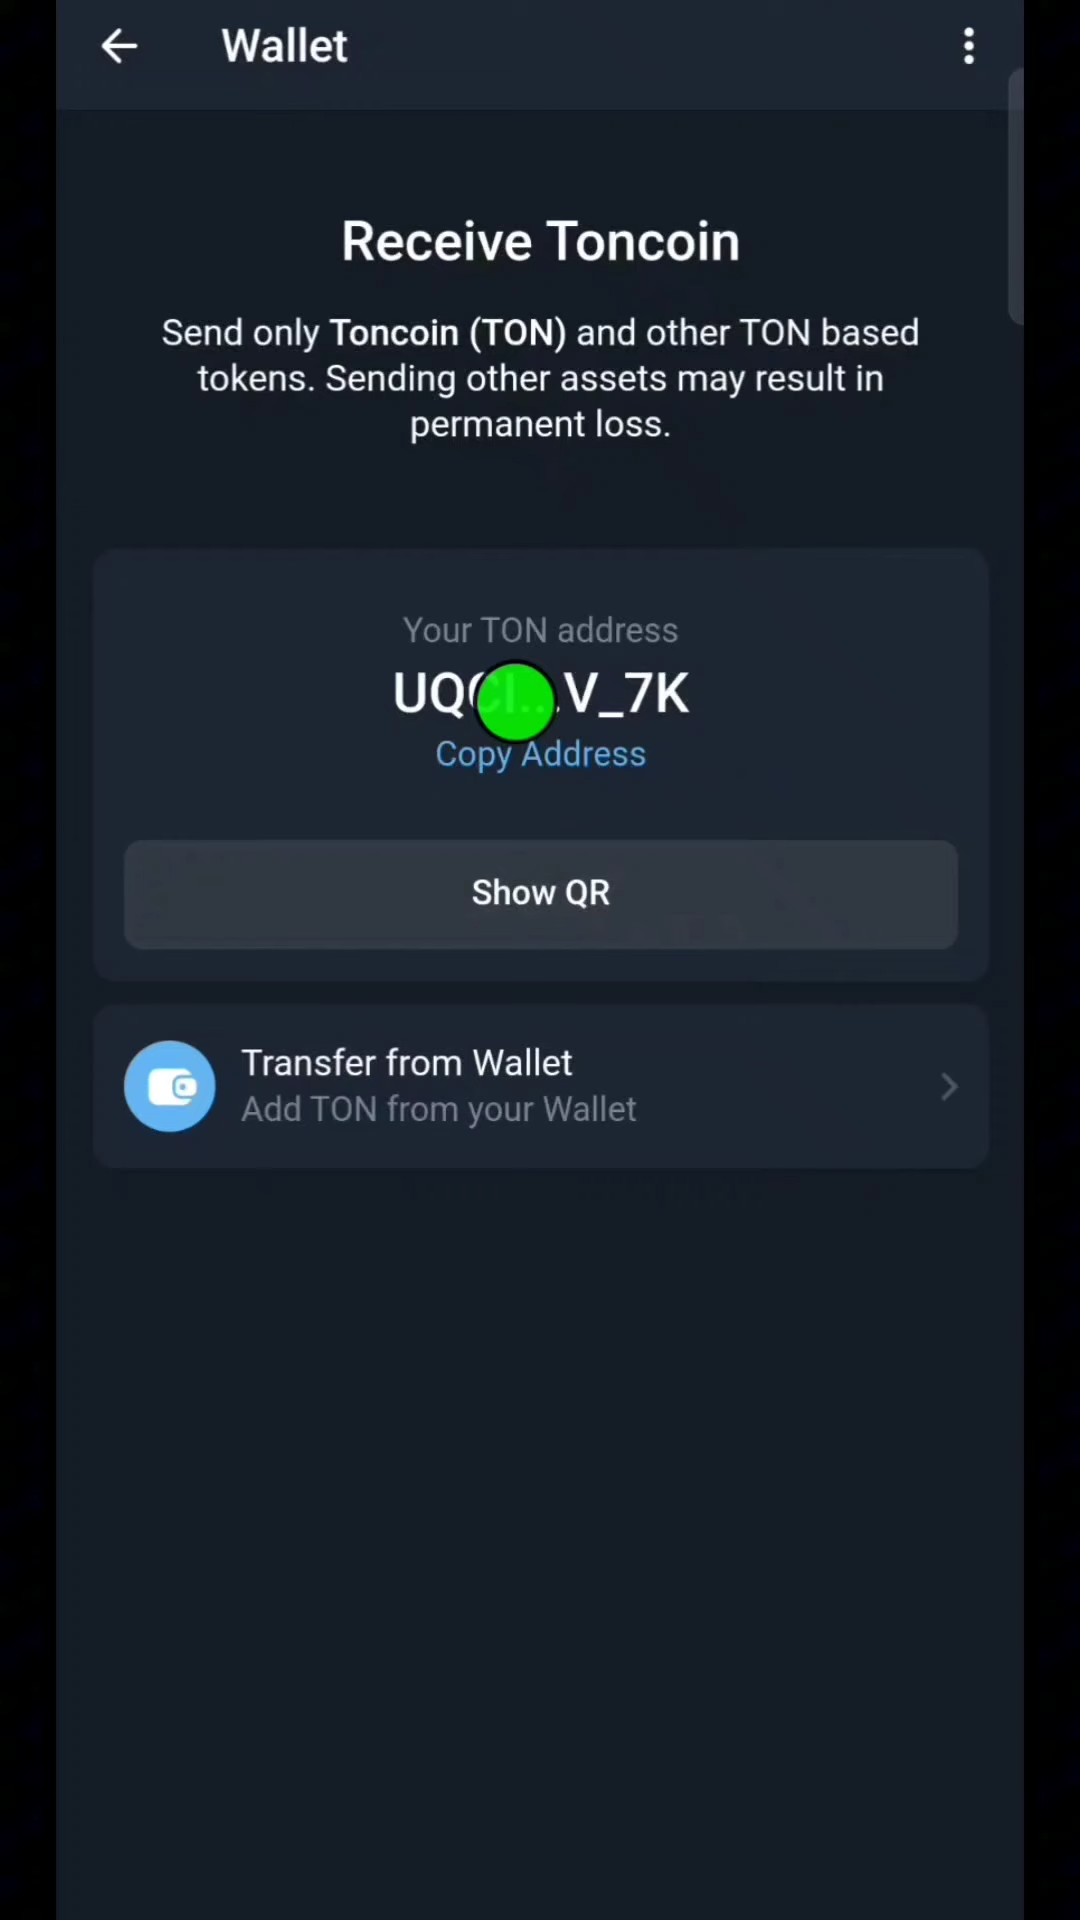 Wallet
Receive Toncoin
Send only Toncoin (TON) and other TON based
tokens. Sending other assets may result in
permanent loss.
Your TON address
UQCI...V_7K
Copy Address
Show QR
Transfer from Wallet
Add TON from your Wallet